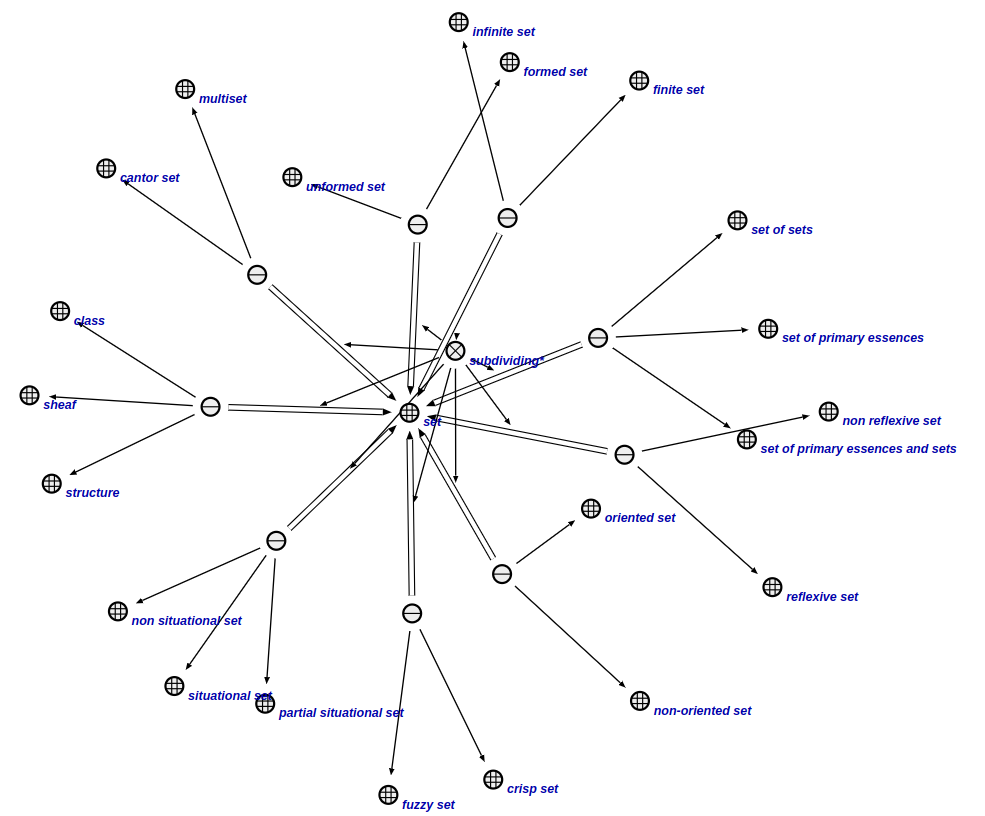 infinite set
formed set
finite set
multiset
cantor set
unformed set
set of sets
class
set of primary essences
subdividing*
sheaf
set
non reflexive set
set of primary essences and sets
structure
oriented set
reflexive set
non situational set
situational set
partial situational set
non-oriented set
crisp set
fuzzy set